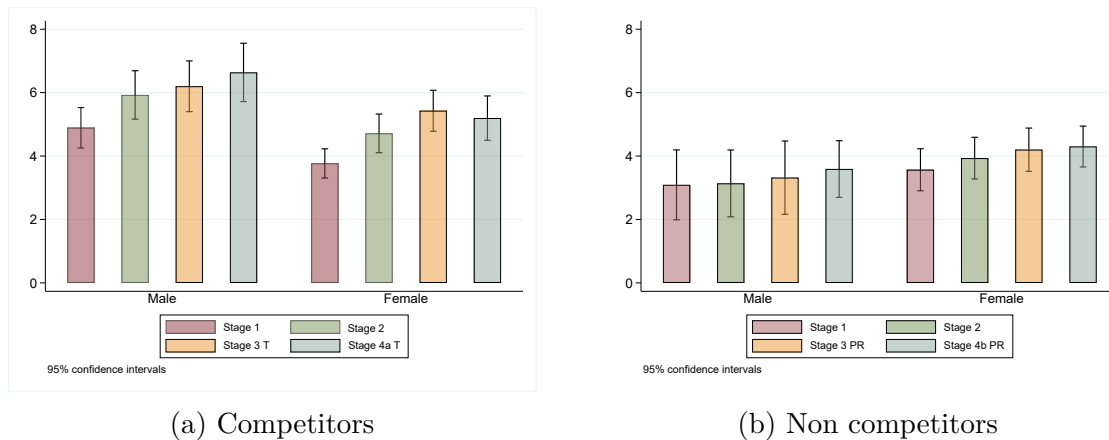 8
6
4
2
0
Male Female
Stage 1 Stage 2
Stage 3 T Stage 4a T
95% confidence intervals
(a) Competitors
8
6
4
2
0
Male Female
Stage 1 Stage 2
Stage 3 PR Stage 4b PR
95% confidence intervals
(b) Non competitors